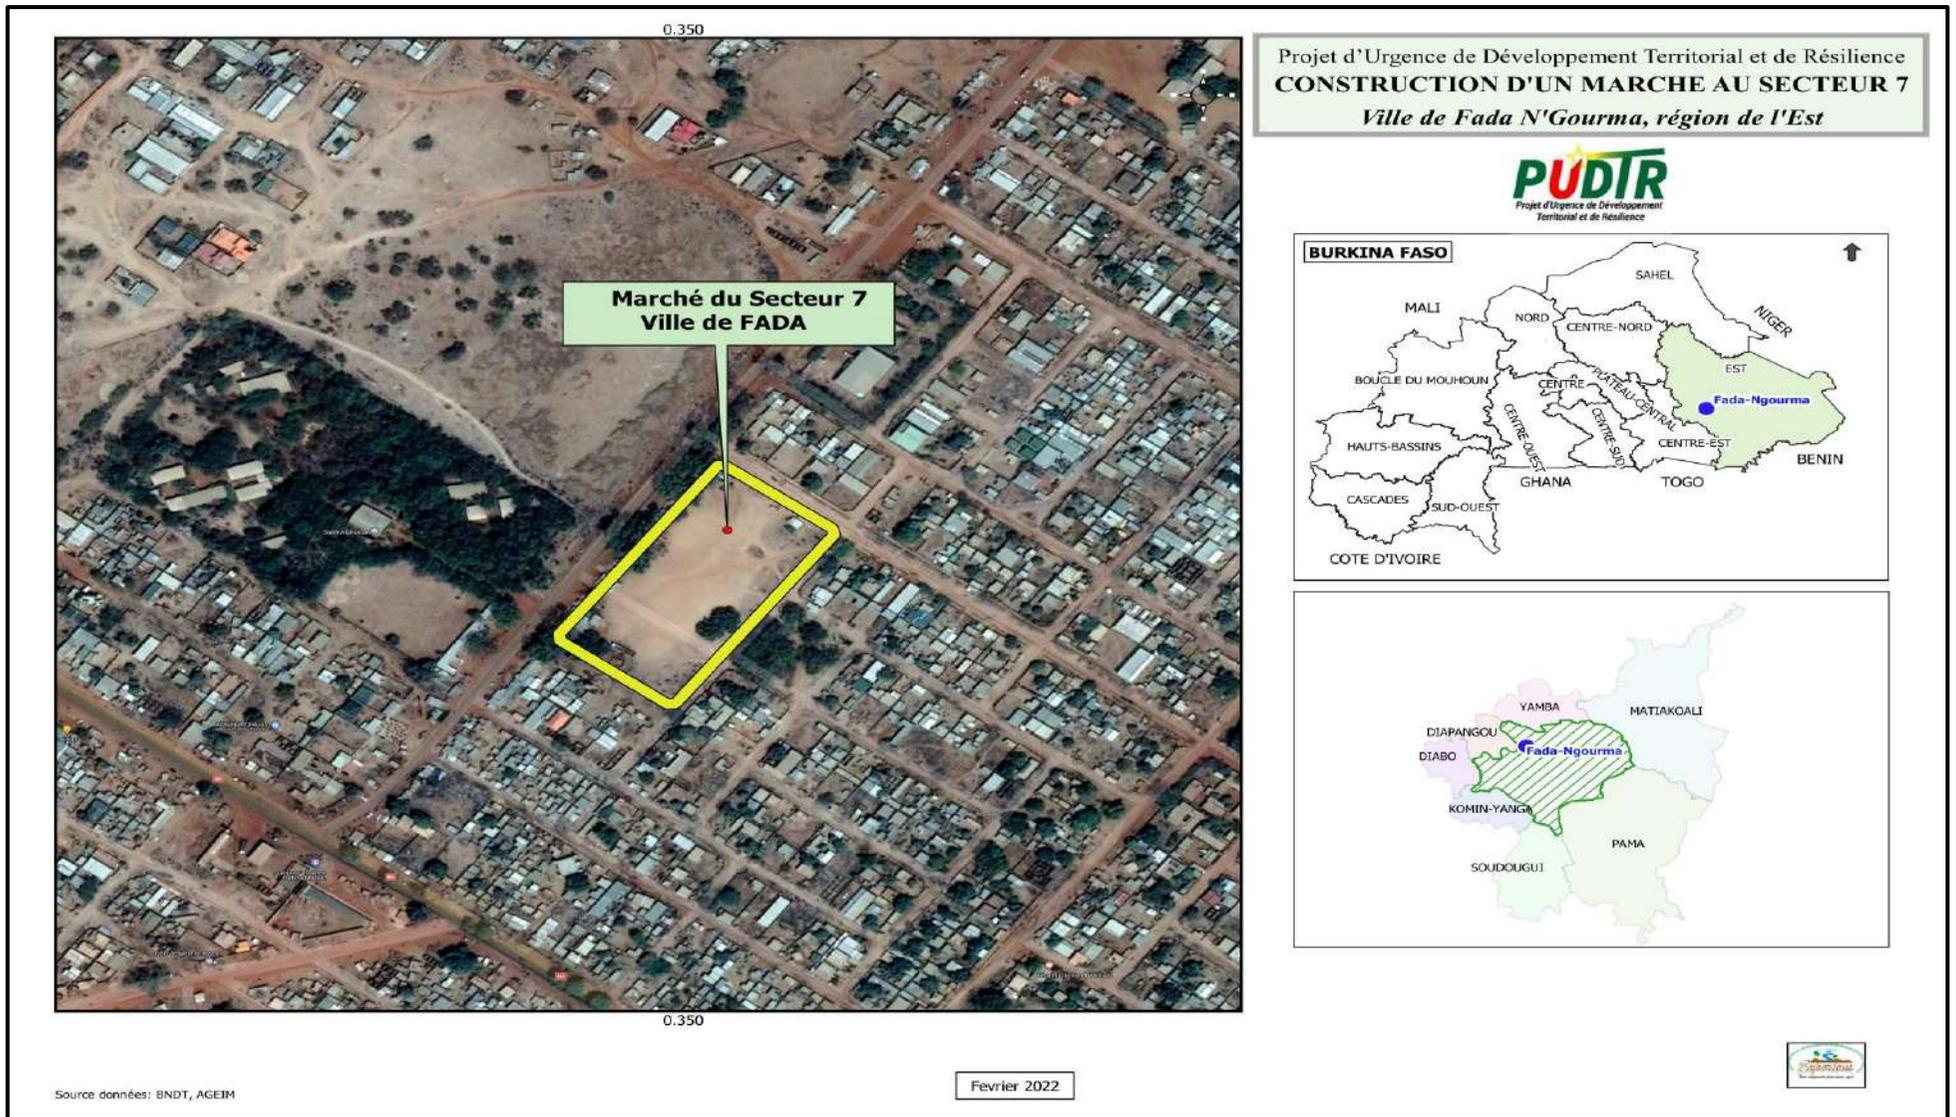 0.350
Projet d'Urgence de Développement Territorial et de Résilience
CONSTRUCTION D'UN MARCHE AU SECTEUR 7
Ville de Fada N'Gourma, région de l'Est
PUDTR
Projet d'Urgence de Développement
Territorial et de Résilience
Marché du Secteur 7
Ville de FADA
BURKINA FASO
SAHEL
MALI
NIGER
NORD
CENTRE-NORD
EST
BOUCLE DU MOUHOUN
CENTRE
PLATEAU-CENTRAL
Fada-Ngourma
CENTRE-OUEST
CENTRE-SUD
CENTRE-EST
HAUTS-BASSINS
BENIN
GHANA
TOGO
CASCADES
SUD-OUEST
COTE D'IVOIRE
YAMBA
MATIAKOALI
DIAPANGOU
Fada-Ngourma
DIABO
KOMIN-YANGA
PAMA
SOUDOUGUI
0.350
Fevrier 2022
Source données: BNDT, AGEIM